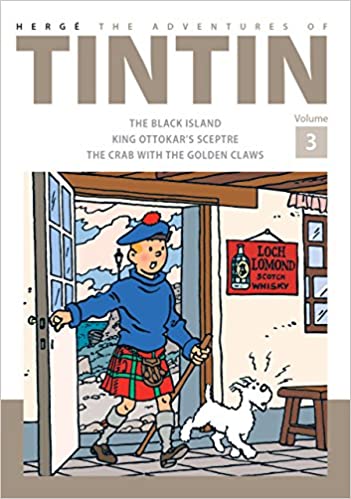 HERGÉ THE ADVENTURES OF
TINTIN
THE BLACK ISLAND
KING OTTOKAR'S SCEPTRE
THE CRAB WITH THE GOLDEN CLAWS
Volume
3
LOCH
LOMOND
SCOTCH
WHISKY